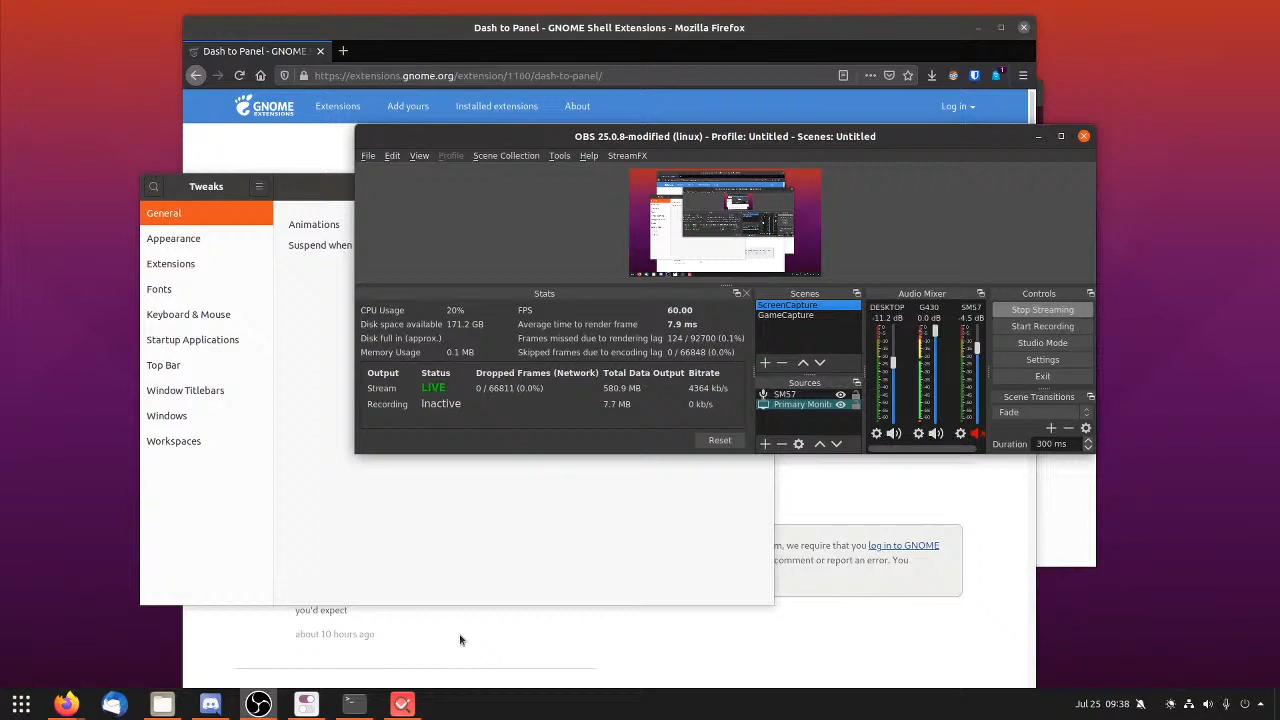 Dash to Panel - GNOME Shell Extensions - Mozilla Firefox
Dash to Panel - GNOME S
https://extensions.gnome.org/extension/1160/dash-to-panel/
1
GNOME
EXTENSIONS
Extensions
Add yours
Installed extensions
About
Log in
OBS 25.0.8-modified (linux) - Profile: Untitled - Scenes: Untitled
File Edit View Profile Scene Collection Tools Help StreamFX
Tweaks
General
Appearance
Extensions
Fonts
Keyboard & Mouse
Startup Applications
Top Bar
Window Titlebars
Windows
Workspaces
Animations
Suspend when
Stats
CPU Usage 20% FPS 60.00
Disk space available 171.2 GB Average time to render frame 7.9 ms
Disk full in (approx.) Frames missed due to rendering lag 124 / 92700 (0.1%)
Memory Usage 0.1 MB Skipped frames due to encoding lag 0 / 66848 (0.0%)
Output Status Dropped Frames (Network) Total Data Output Bitrate
Stream LIVE 0 / 66811 (0.0%) 580.9 MB 4364 kb/s
Recording Inactive 7.7 MB 0 kb/s
Reset
Scenes
ScreenCapture
GameCapture
Sources
SM57
Primary Monit
Audio Mixer
DESKTOP G430 SM57
-11.2 dB 0.0 dB -4.5 dB
Controls
Stop Streaming
Start Recording
Studio Mode
Settings
Exit
Scene Transitions
Fade
Duration 300 ms
m, we require that you log in to GNOME
comment or report an error. You
you'd expect
about 10 hours ago
Jul 25 09:38